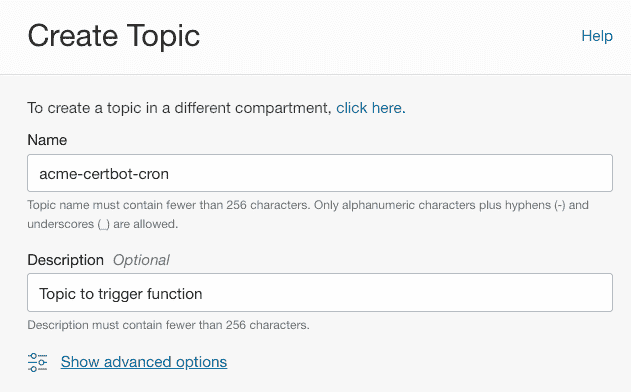 Create Topic
Help
To create a topic in a different compartment, click here.
Name
acme-certbot-cron
Topic name must contain fewer than 256 characters. Only alphanumeric characters plus hyphens (-) and
underscores (_) are allowed.
Description Optional
Topic to trigger function
Description must contain fewer than 256 characters.
Show advanced options